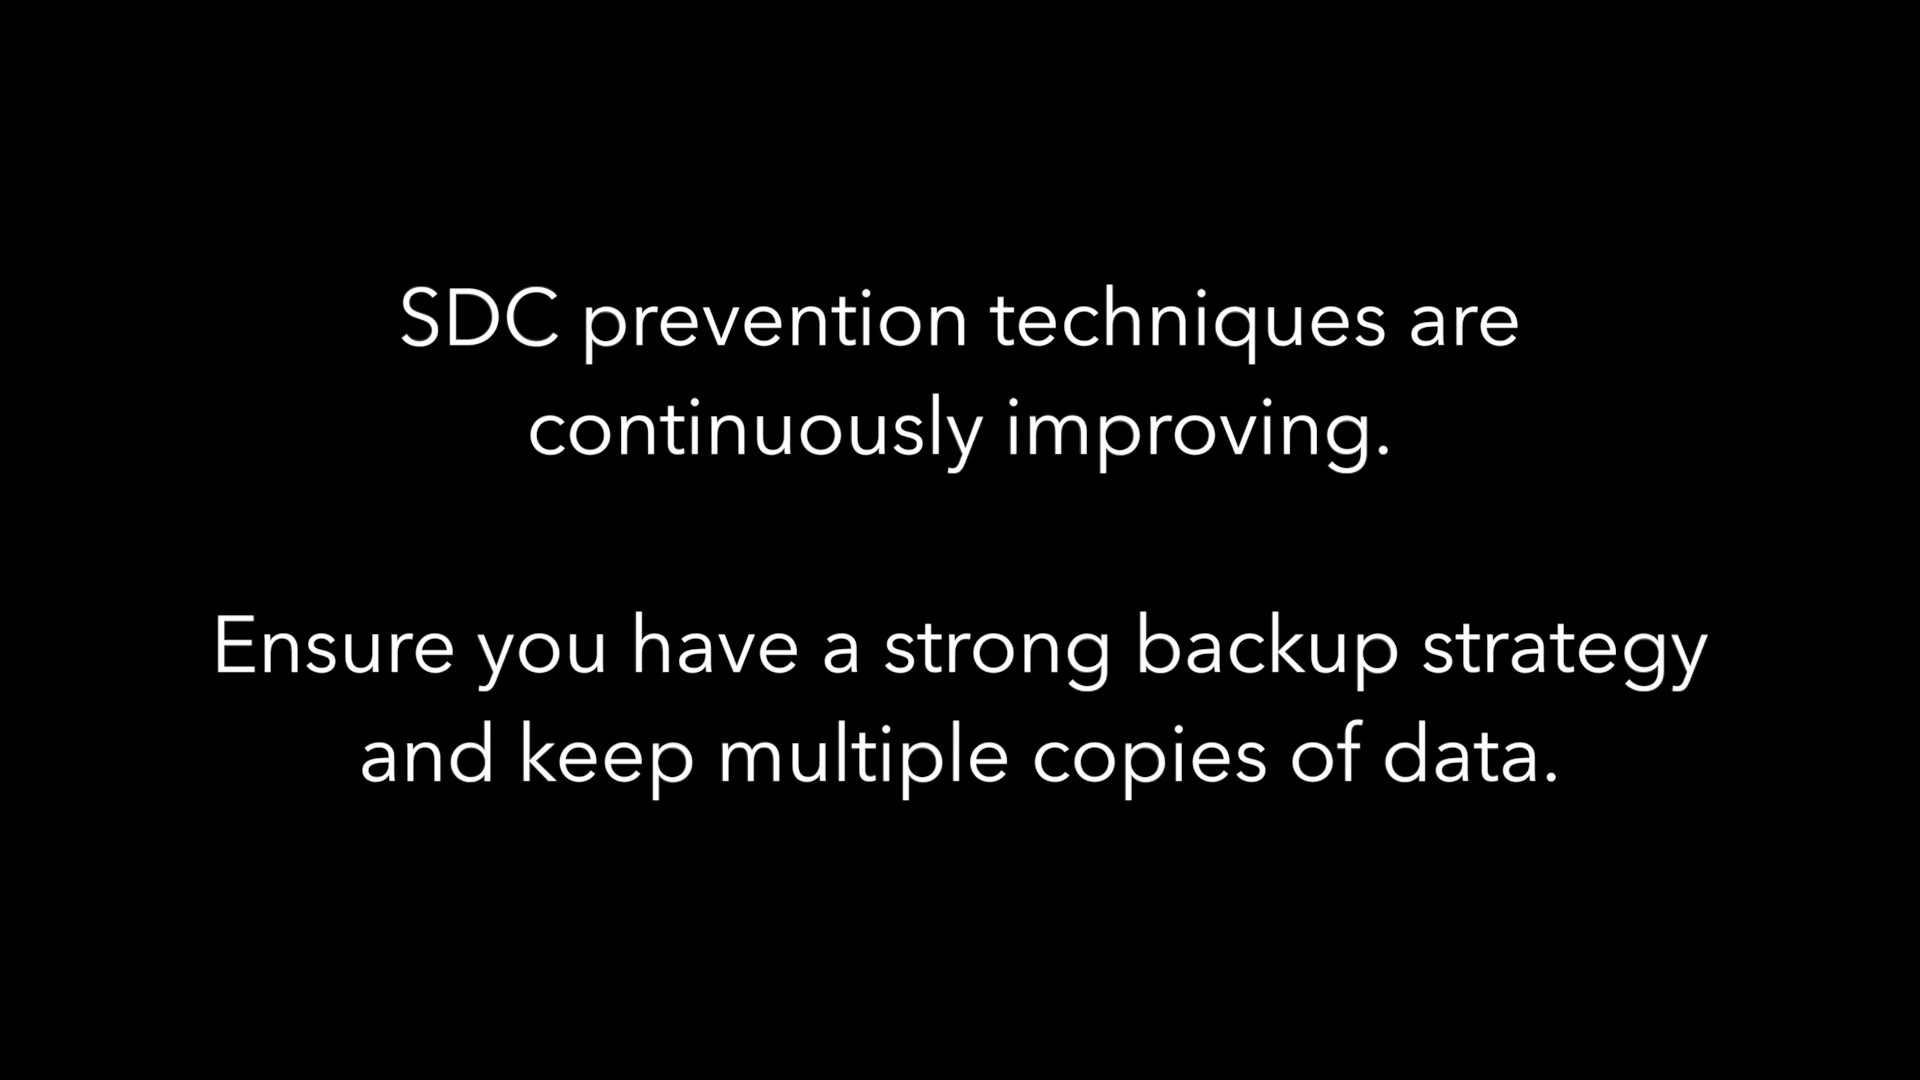 SDC prevention techniques are
continuously improving.
Ensure you have a strong backup strategy
and keep multiple copies of data.